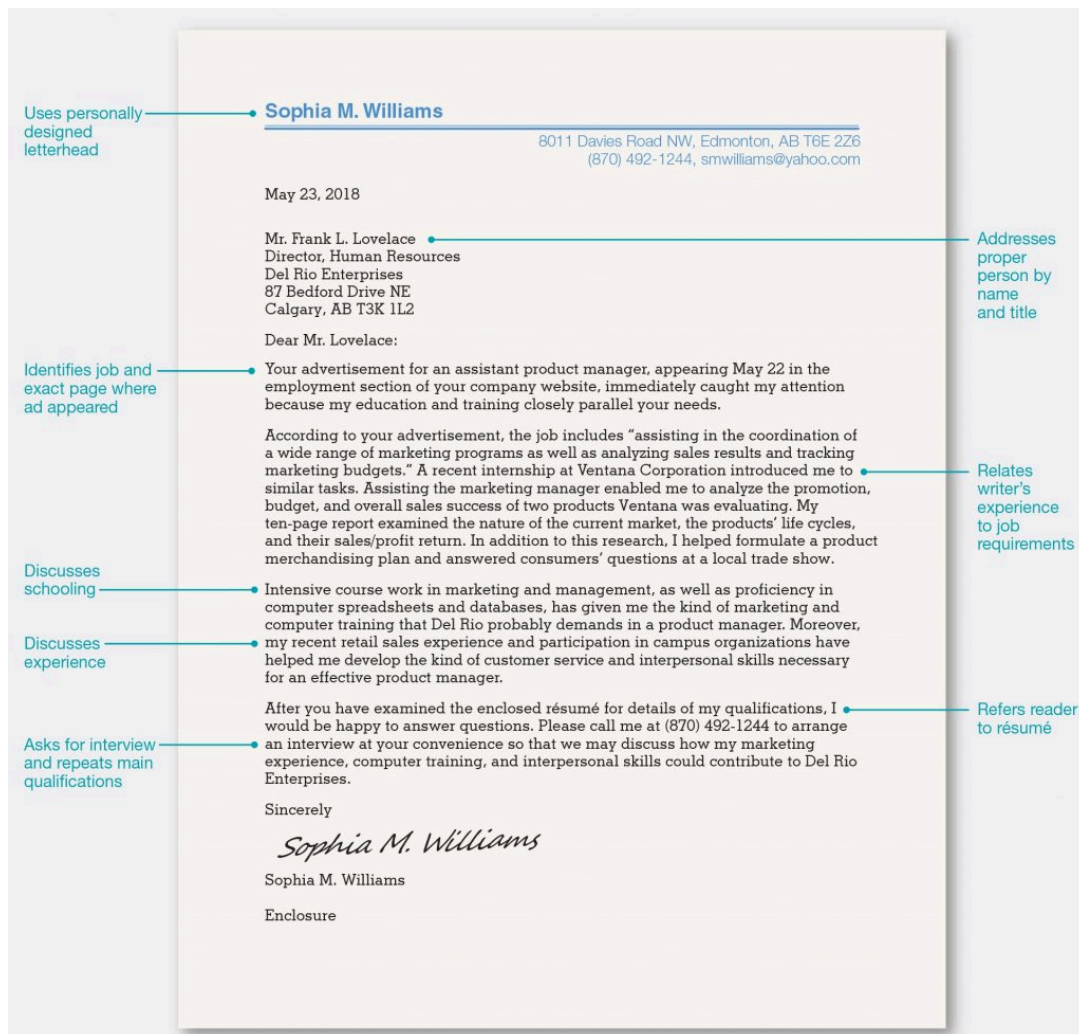 Uses personally
designed
letterhead
Sophia M. Williams
8011 Davies Road NW, Edmonton, AB T6E 2Z6
(870) 492-1244, smwilliams@yahoo.com
May 23, 2018
Mr. Frank L. Lovelace
Director, Human Resources
Del Rio Enterprises
87 Bedford Drive NE
Calgary, AB T3K 1L2
Addresses
proper
person by
name
and title
Dear Mr. Lovelace:
Identifies job and
exact page where
ad appeared
Your advertisement for an assistant product manager, appearing May 22 in the
employment section of your company website, immediately caught my attention
because my education and training closely parallel your needs.
According to your advertisement, the job includes “assisting in the coordination of
a wide range of marketing programs as well as analyzing sales results and tracking
marketing budgets.” A recent internship at Ventana Corporation introduced me to
similar tasks. Assisting the marketing manager enabled me to analyze the promotion,
budget, and overall sales success of two products Ventana was evaluating. My
ten-page report examined the nature of the current market, the products’ life cycles,
and their sales/profit return. In addition to this research, I helped formulate a product
merchandising plan and answered consumers’ questions at a local trade show.
Relates
writer’s
experience
to job
requirements
Discusses
schooling
Intensive course work in marketing and management, as well as proficiency in
computer spreadsheets and databases, has given me the kind of marketing and
computer training that Del Rio probably demands in a product manager. Moreover,
my recent retail sales experience and participation in campus organizations have
helped me develop the kind of customer service and interpersonal skills necessary
for an effective product manager.
Discusses
experience
After you have examined the enclosed résumé for details of my qualifications, I
would be happy to answer questions. Please call me at (870) 492-1244 to arrange
an interview at your convenience so that we may discuss how my marketing
experience, computer training, and interpersonal skills could contribute to Del Rio
Enterprises.
Refers reader
to résumé
Asks for interview
and repeats main
qualifications
Sincerely
Sophia M. Williams
Sophia M. Williams
Enclosure